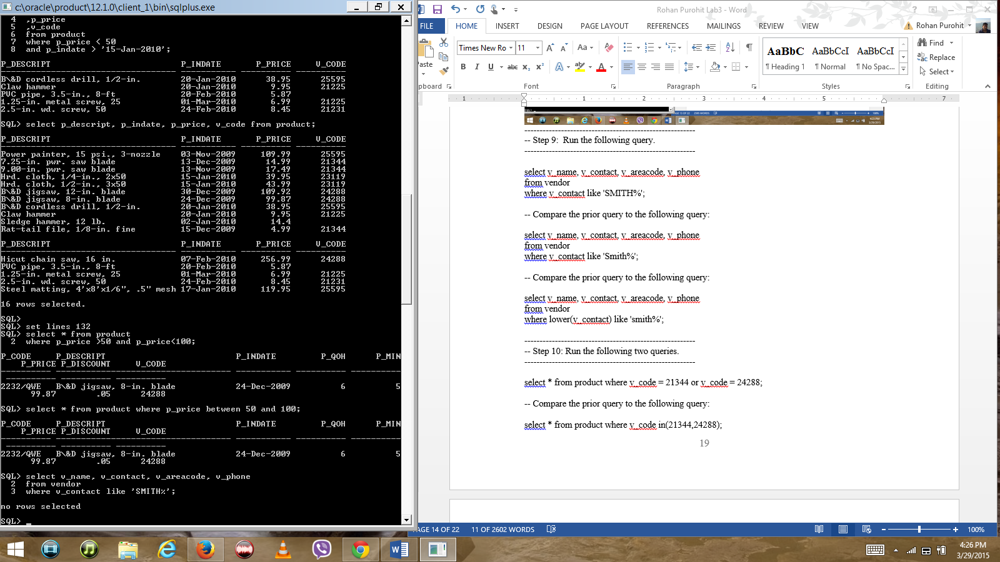 c:\oracle\product\12.1.0\client_1\bin\sqlplus.exe
4 ,p_price
5 ,v_code
6 from product
7 where p_price < 50
8 and p_indate > '15-Jan-2010';
P_DESCRIPT P_INDATE P_PRICE V_CODE
B\&D cordless drill, 1/2-in. 20-Jan-2010 38.95 25595
Claw hammer 20-Jan-2010 9.95 21225
PVC pipe, 3.5-in., 8-ft 20-Feb-2010 5.87
1.25-in. metal screw, 25 01-Mar-2010 6.99 21225
2.5-in. wd. screw, 50 24-Feb-2010 8.45 21231
SQL> select p_descript, p_indate, p_price, v_code from product;
P_DESCRIPT P_INDATE P_PRICE V_CODE
Power painter, 15 psi., 3-nozzle 03-Nov-2009 109.99 25595
7.25-in. pwr. saw blade 13-Dec-2009 14.99 21344
9.00-in. pwr. saw blade 13-Nov-2009 17.49 21344
Hrd. cloth, 1/4-in., 2x50 15-Jan-2010 39.95 23119
Hrd. cloth, 1/2-in., 3x50 15-Jan-2010 43.99 23119
B\&D jigsaw, 12-in. blade 30-Dec-2009 109.92 24288
B\&D jigsaw, 8-in. blade 24-Dec-2009 99.87 24288
B\&D cordless drill, 1/2-in. 20-Jan-2010 38.95 25595
Claw hammer 20-Jan-2010 9.95 21225
Sledge hammer, 12 lb. 02-Jan-2010 14.4
Rat-tail file, 1/8-in. fine 15-Dec-2009 4.99 21344
P_DESCRIPT P_INDATE P_PRICE V_CODE
Hicut chain saw, 16 in. 07-Feb-2010 256.99 24288
PVC pipe, 3.5-in., 8-ft 20-Feb-2010 5.87
1.25-in. metal screw, 25 01-Mar-2010 6.99 21225
2.5-in. wd. screw, 50 24-Feb-2010 8.45 21231
Steel matting, 4'x8'x1/6", .5" mesh 17-Jan-2010 119.95 25595
16 rows selected.
SQL>
SQL> set lines 132
SQL> select * from product
2 where p_price >50 and p_price<100;
P_CODE P_DESCRIPT P_INDATE P_QOH P_MIN
P_PRICE P_DISCOUNT V_CODE
2232/QWE B\&D jigsaw, 8-in. blade 24-Dec-2009 6 5
99.87 .05 24288
SQL> select * from product where p_price between 50 and 100;
P_CODE P_DESCRIPT P_INDATE P_QOH P_MIN
P_PRICE P_DISCOUNT V_CODE
2232/QWE B\&D jigsaw, 8-in. blade 24-Dec-2009 6 5
99.87 .05 24288
SQL> select v_name, v_contact, v_areacode, v_phone
2 from vendor
3 where v_contact like 'SMITH%';
no rows selected
SQL> _
Rohan Purohit Lab3 - Word
FILE HOME INSERT DESIGN PAGE LAYOUT REFERENCES MAILINGS REVIEW VIEW Rohan Purohit
aste Times New Ro 11 Aa
B I U abc x₂ x² A A
AaBbC AaBbCcI AaBbCcI
¶ Heading 1 ¶ Normal ¶ No Spac...
Find
Replace
Select
pboard Font Paragraph Styles Editing
1 1 2 3 4 5 7
-------------------------------------------------------
-- Step 9: Run the following query.
-------------------------------------------------------
select v_name, v_contact, v_areacode, v_phone
from vendor
where v_contact like 'SMITH%';
-- Compare the prior query to the following query:
select v_name, v_contact, v_areacode, v_phone
from vendor
where v_contact like 'Smith%';
-- Compare the prior query to the following query:
select v_name, v_contact, v_areacode, v_phone
from vendor
where lower(v_contact) like 'smith%';
-------------------------------------------------------
-- Step 10: Run the following two queries.
-------------------------------------------------------
select * from product where v_code = 21344 or v_code = 24288;
-- Compare the prior query to the following query:
select * from product where v_code in(21344,24288);
19
AGE 14 OF 22 11 OF 2602 WORDS 100%
4:26 PM
3/29/2015